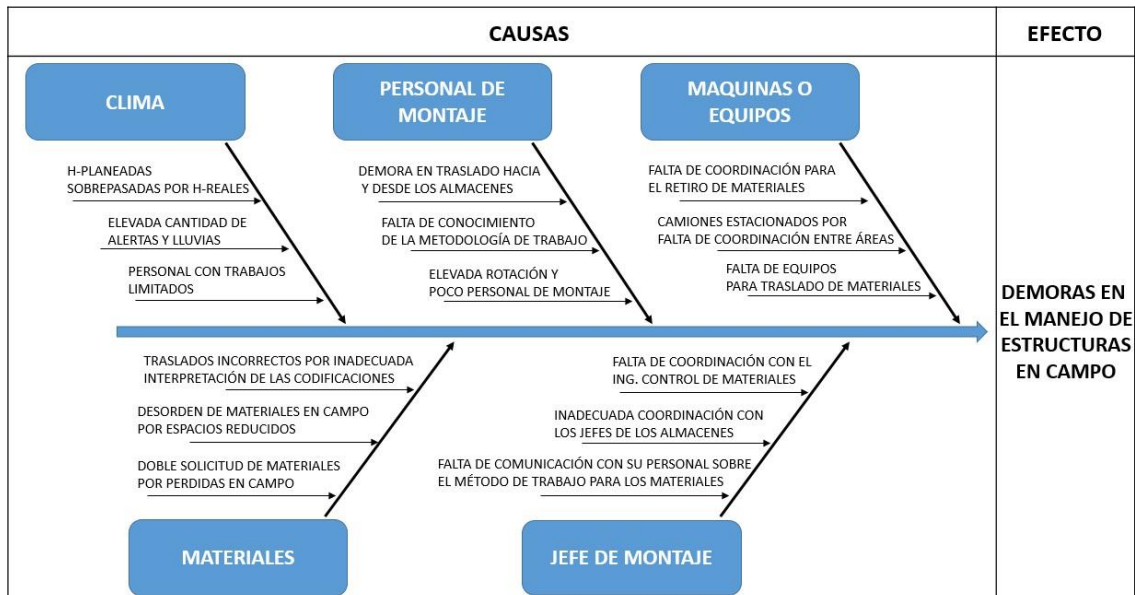 CAUSAS
EFECTO
CLIMA
PERSONAL DE
MONTAJE
MAQUINAS O
EQUIPOS
H-PLANEADAS
SOBREPASADAS POR H-REALES
ELEVADA CANTIDAD DE
ALERTAS Y LLUVIAS
PERSONAL CON TRABAJOS
LIMITADOS
DEMORA EN TRASLADO HACIA
Y DESDE LOS ALMACENES
FALTA DE CONOCIMIENTO
DE LA METODOLOGÍA DE TRABAJO
ELEVADA ROTACIÓN Y
POCO PERSONAL DE MONTAJE
FALTA DE COORDINACIÓN PARA
EL RETIRO DE MATERIALES
CAMIONES ESTACIONADOS POR
FALTA DE COORDINACIÓN ENTRE ÁREAS
FALTA DE EQUIPOS
PARA TRASLADO DE MATERIALES
DEMORAS EN
EL MANEJO DE
ESTRUCTURAS
EN CAMPO
TRASLADOS INCORRECTOS POR INADECUADA
INTERPRETACIÓN DE LAS CODIFICACIONES
DESORDEN DE MATERIALES EN CAMPO
POR ESPACIOS REDUCIDOS
DOBLE SOLICITUD DE MATERIALES
POR PERDIDAS EN CAMPO
FALTA DE COORDINACIÓN CON EL
ING. CONTROL DE MATERIALES
INADECUADA COORDINACIÓN CON
LOS JEFES DE LOS ALMACENES
FALTA DE COMUNICACIÓN CON SU PERSONAL SOBRE
EL MÉTODO DE TRABAJO PARA LOS MATERIALES
MATERIALES
JEFE DE MONTAJE